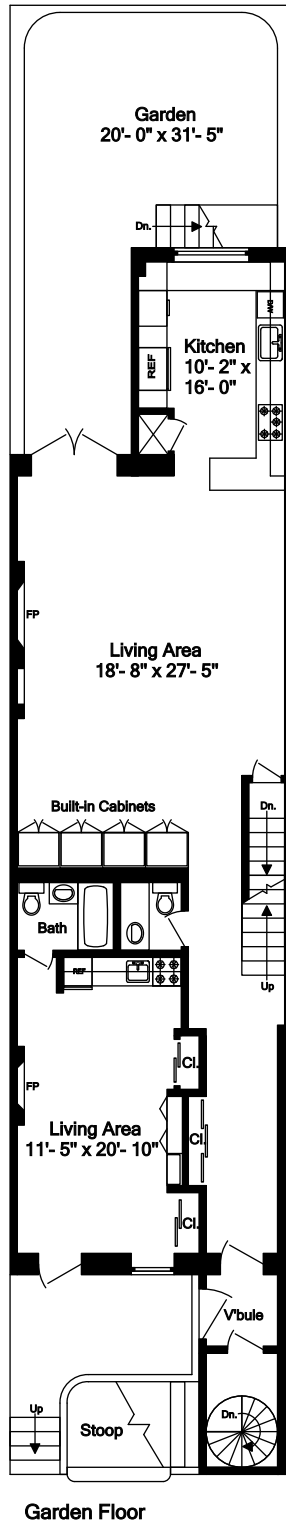 Garden
20'- 0" x 31'- 5"
Dn.
D/W
Kitchen
10'- 2" x
16'- 0"
REF
FP
Living Area
18'- 8" x 27'- 5"
Built-In Cabinets
Dn.
Bath
REF
Up
Cl.
FP
Living Area
11'- 5" x 20'- 10"
Cl.
Cl.
V'bule
Up
Dn.
Stoop
Garden Floor